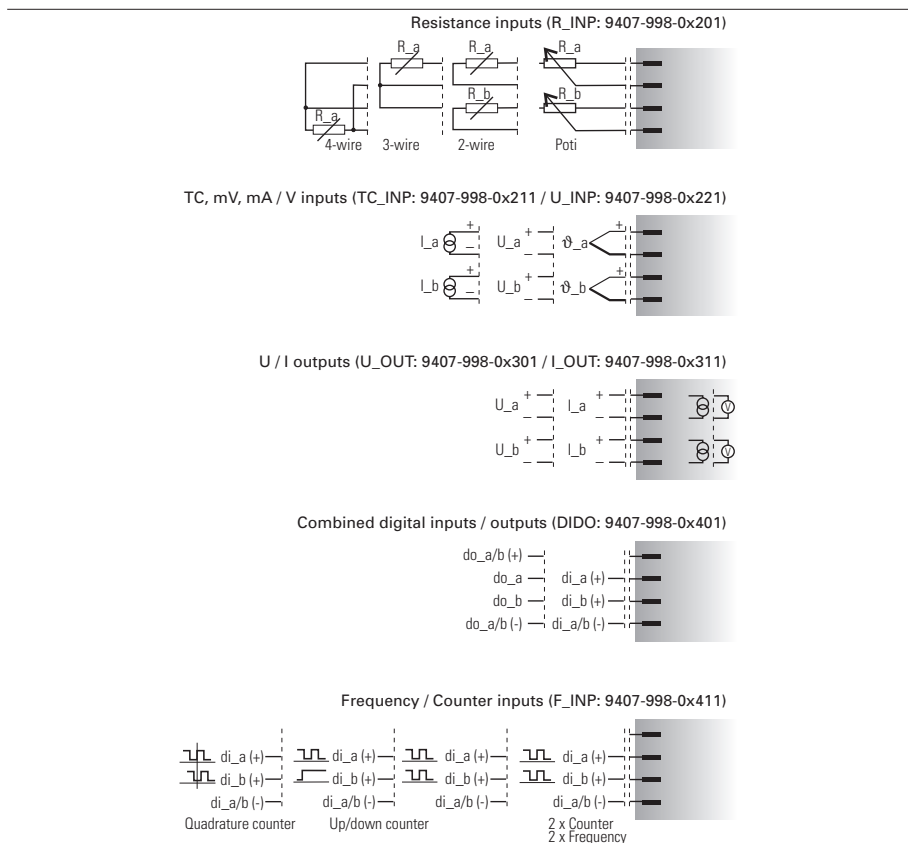 Resistance inputs (R_INP: 9407-998-0x201)
R_a R_a R_a
R_b R_b
R_a
4-wire 3-wire 2-wire Poti
TC, mV, mA / V inputs (TC_INP: 9407-998-0x211 / U_INP: 9407-998-0x221)
+ + +
I_a U_a ϑ_a
– –
+ + +
I_b U_b ϑ_b
– –
U / I outputs (U_OUT: 9407-998-0x301 / I_OUT: 9407-998-0x311)
+ +
U_a I_a V
– –
+ +
U_b I_b V
– –
Combined digital inputs / outputs (DIDO: 9407-998-0x401)
do_a/b (+)
do_a di_a (+)
do_b di_b (+)
do_a/b (-) di_a/b (-)
Frequency / Counter inputs (F_INP: 9407-998-0x411)
di_a (+) di_a (+) di_a (+) di_a (+)
di_b (+) di_b (+) di_b (+) di_b (+)
di_a/b (-) di_a/b (-) di_a/b (-) di_a/b (-)
Quadrature counter Up/down counter 2 x Counter
2 x Frequency